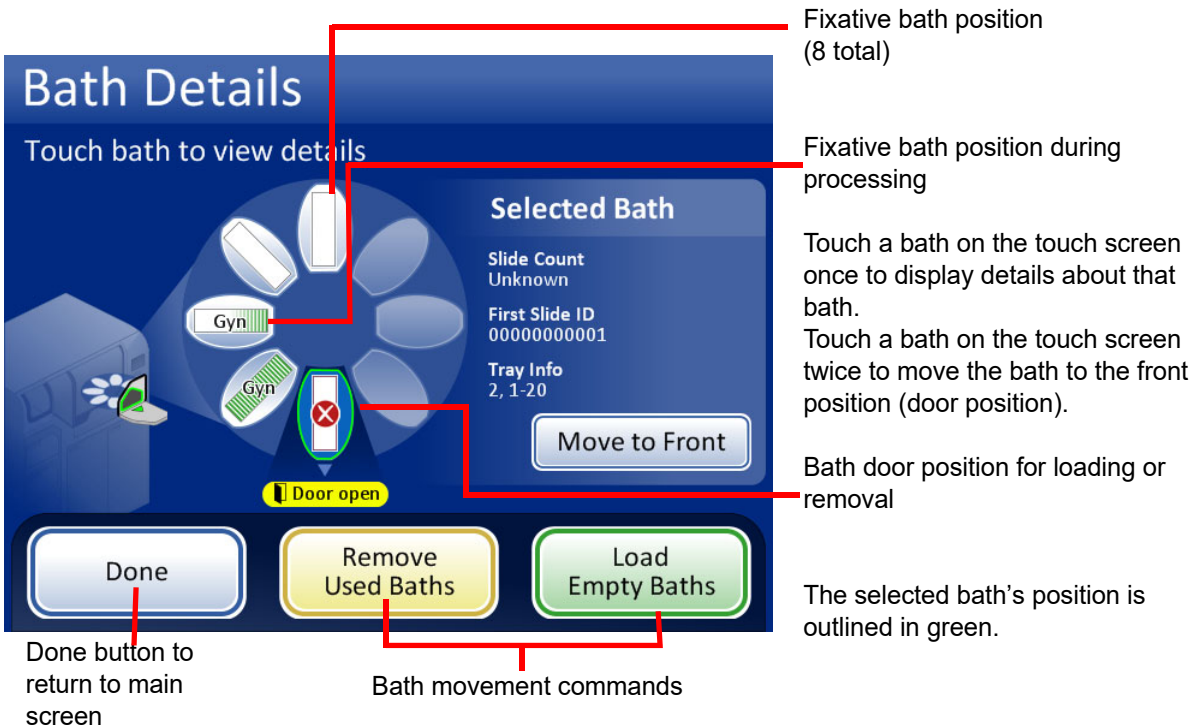 Fixative bath position
(8 total)
Bath Details
Touch bath to view details
Fixative bath position during
processing
Selected Bath
Slide Count
Unknown
First Slide ID
00000000001
Tray Info
2, 1-20
Move to Front
Gyn
Gyn
Door open
Touch a bath on the touch screen
once to display details about that
bath.
Touch a bath on the touch screen
twice to move the bath to the front
position (door position).
Bath door position for loading or
removal
Done
Remove
Used Baths
Load
Empty Baths
The selected bath’s position is
outlined in green.
Done button to
return to main
screen
Bath movement commands